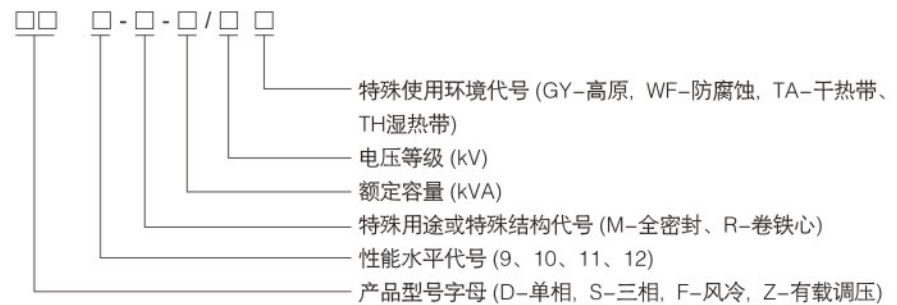 □□ □-□-□/□ □
特殊使用环境代号 (GY-高原, WF-防腐蚀, TA-干热带、
TH湿热带)
电压等级 (kV)
额定容量 (kVA)
特殊用途或特殊结构代号 (M-全密封、R-卷铁心)
性能水平代号 (9、10、11、12)
产品型号字母 (D-单相, S-三相, F-风冷, Z-有载调压)